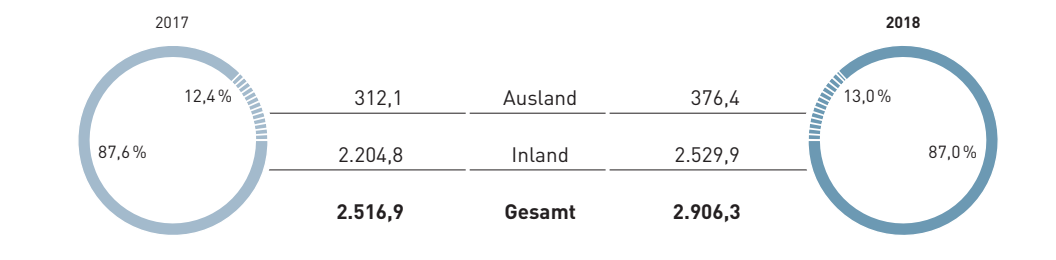 2017 2018
12,4 % 312,1 Ausland 376,4 13,0 %
87,6 % 2.204,8 Inland 2.529,9 87,0 %
2.516,9 Gesamt 2.906,3